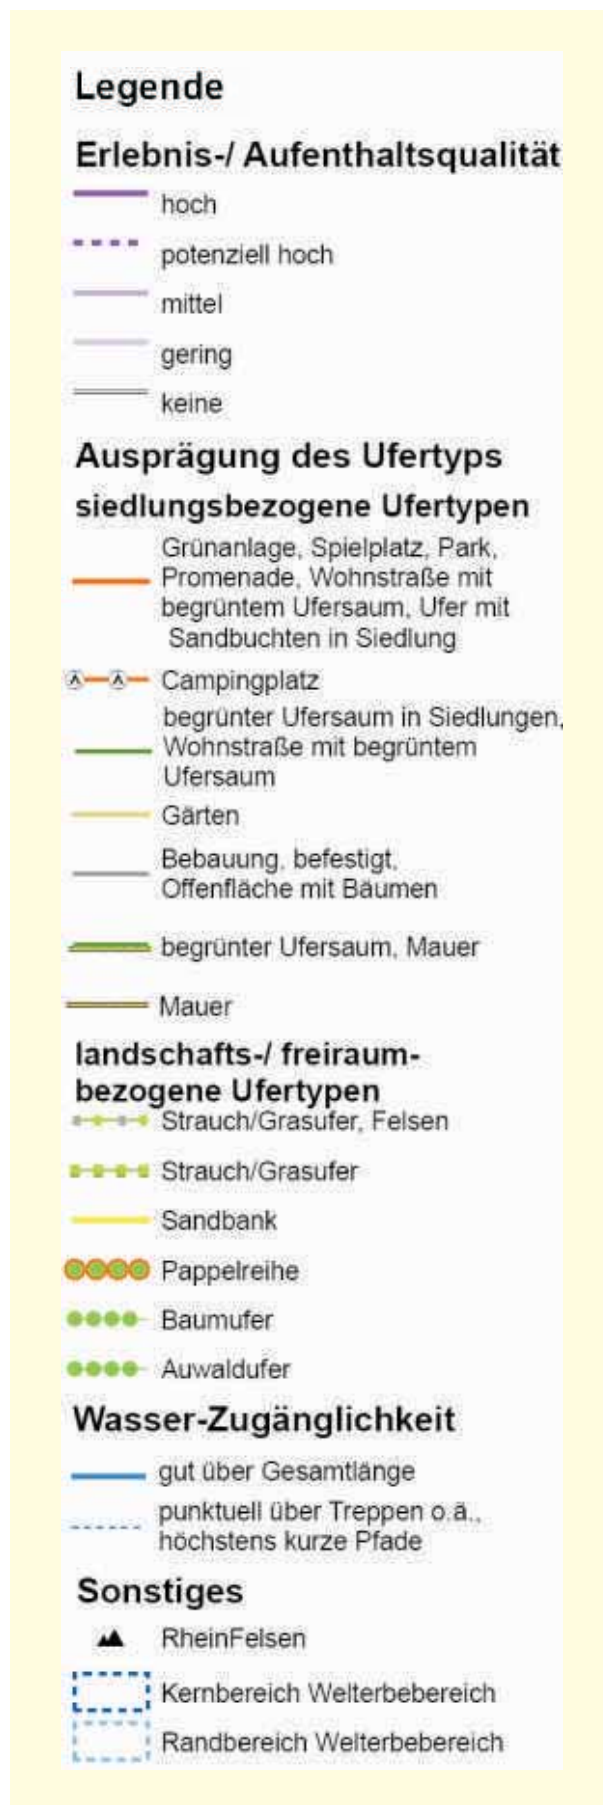 Legende
Erlebnis-/ Aufenthaltsqualität
hoch
potenziell hoch
mittel
gering
keine
Ausprägung des Ufertyps
siedlungsbezogene Ufertypen
Grünanlage, Spielplatz, Park,
Promenade, Wohnstraße mit
begrüntem Ufersaum, Ufer mit
Sandbuchten in Siedlung
Campingplatz
begrünter Ufersaum in Siedlungen,
Wohnstraße mit begrüntem
Ufersaum
Gärten
Bebauung, befestigt,
Offenfläche mit Bäumen
begrünter Ufersaum, Mauer
Mauer
landschafts-/ freiraum-
bezogene Ufertypen
Strauch/Grasufer, Felsen
Strauch/Grasufer
Sandbank
Pappelreihe
Baumufer
Auwaldufer
Wasser-Zugänglichkeit
gut über Gesamtlänge
punktuell über Treppen o.ä.,
höchstens kurze Pfade
Sonstiges
RheinFelsen
Kernbereich Welterbebereich
Randbereich Welterbebereich